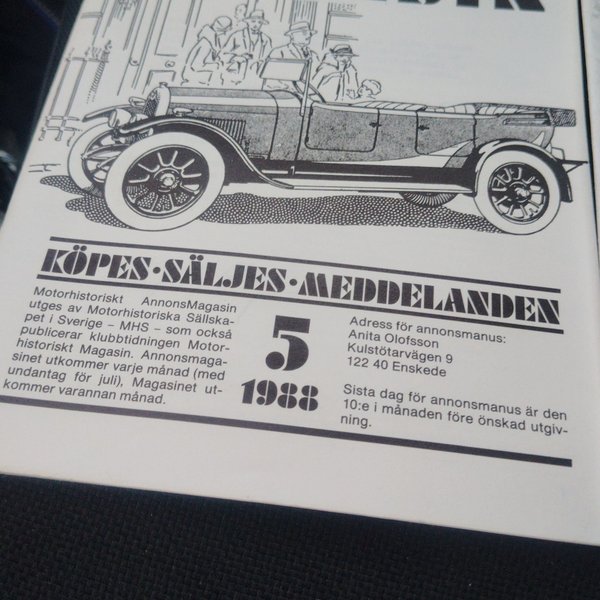 KÖPES·SÄLJES·MEDDELANDEN
Motorhistoriskt AnnonsMagasin
utges av Motorhistoriska Sällska-
pet i Sverige – MHS – som också
publicerar klubbtidningen Motor-
historiskt Magasin. Annonsmaga-
sinet utkommer varje månad (med
undantag för juli), Magasinet ut-
kommer varannan månad.
5
1988
Adress för annonsmanus:
Anita Olofsson
Kulstötarvägen 9
122 40 Enskede
Sista dag för annonsmanus är den
10:e i månaden före önskad utgiv-
ning.